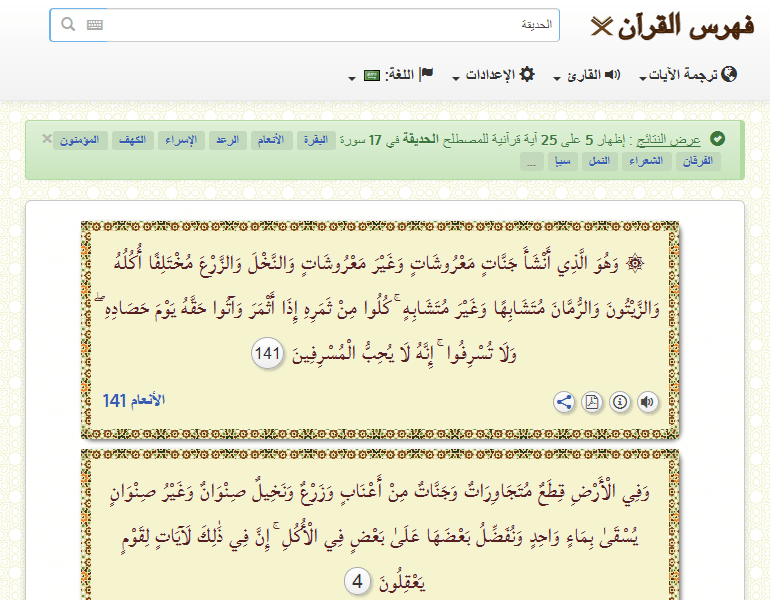 فهرس القرآن
الحديقة
ترجمة الآيات القارئ الإعدادات اللغة:
عرض النتائج : إظهار 5 على 25 آية قرآنية للمصطلح الحديقة في 17 سورة البقرة الأنعام الرعد الإسراء الكهف المؤمنون ×
الفرقان الشعراء النمل سبإ ...
۞ وَهُوَ الَّذِي أَنْشَأَ جَنَّاتٍ مَعْرُوشَاتٍ وَغَيْرَ مَعْرُوشَاتٍ وَالنَّخْلَ وَالزَّرْعَ مُخْتَلِفًا أُكُلُهُ
وَالزَّيْتُونَ وَالرُّمَّانَ مُتَشَابِهًا وَغَيْرَ مُتَشَابِهٍ ۚ كُلُوا مِنْ ثَمَرِهِ إِذَا أَثْمَرَ وَآتُوا حَقَّهُ يَوْمَ حَصَادِهِ ۖ
وَلَا تُسْرِفُوا ۚ إِنَّهُ لَا يُحِبُّ الْمُسْرِفِينَ 141
الأنعام 141
وَفِي الْأَرْضِ قِطَعٌ مُتَجَاوِرَاتٌ وَجَنَّاتٌ مِنْ أَعْنَابٍ وَزَرْعٌ وَنَخِيلٌ صِنْوَانٌ وَغَيْرُ صِنْوَانٍ
يُسْقَىٰ بِمَاءٍ وَاحِدٍ وَنُفَضِّلُ بَعْضَهَا عَلَىٰ بَعْضٍ فِي الْأُكُلِ ۚ إِنَّ فِي ذَٰلِكَ لَآيَاتٍ لِقَوْمٍ
يَعْقِلُونَ 4